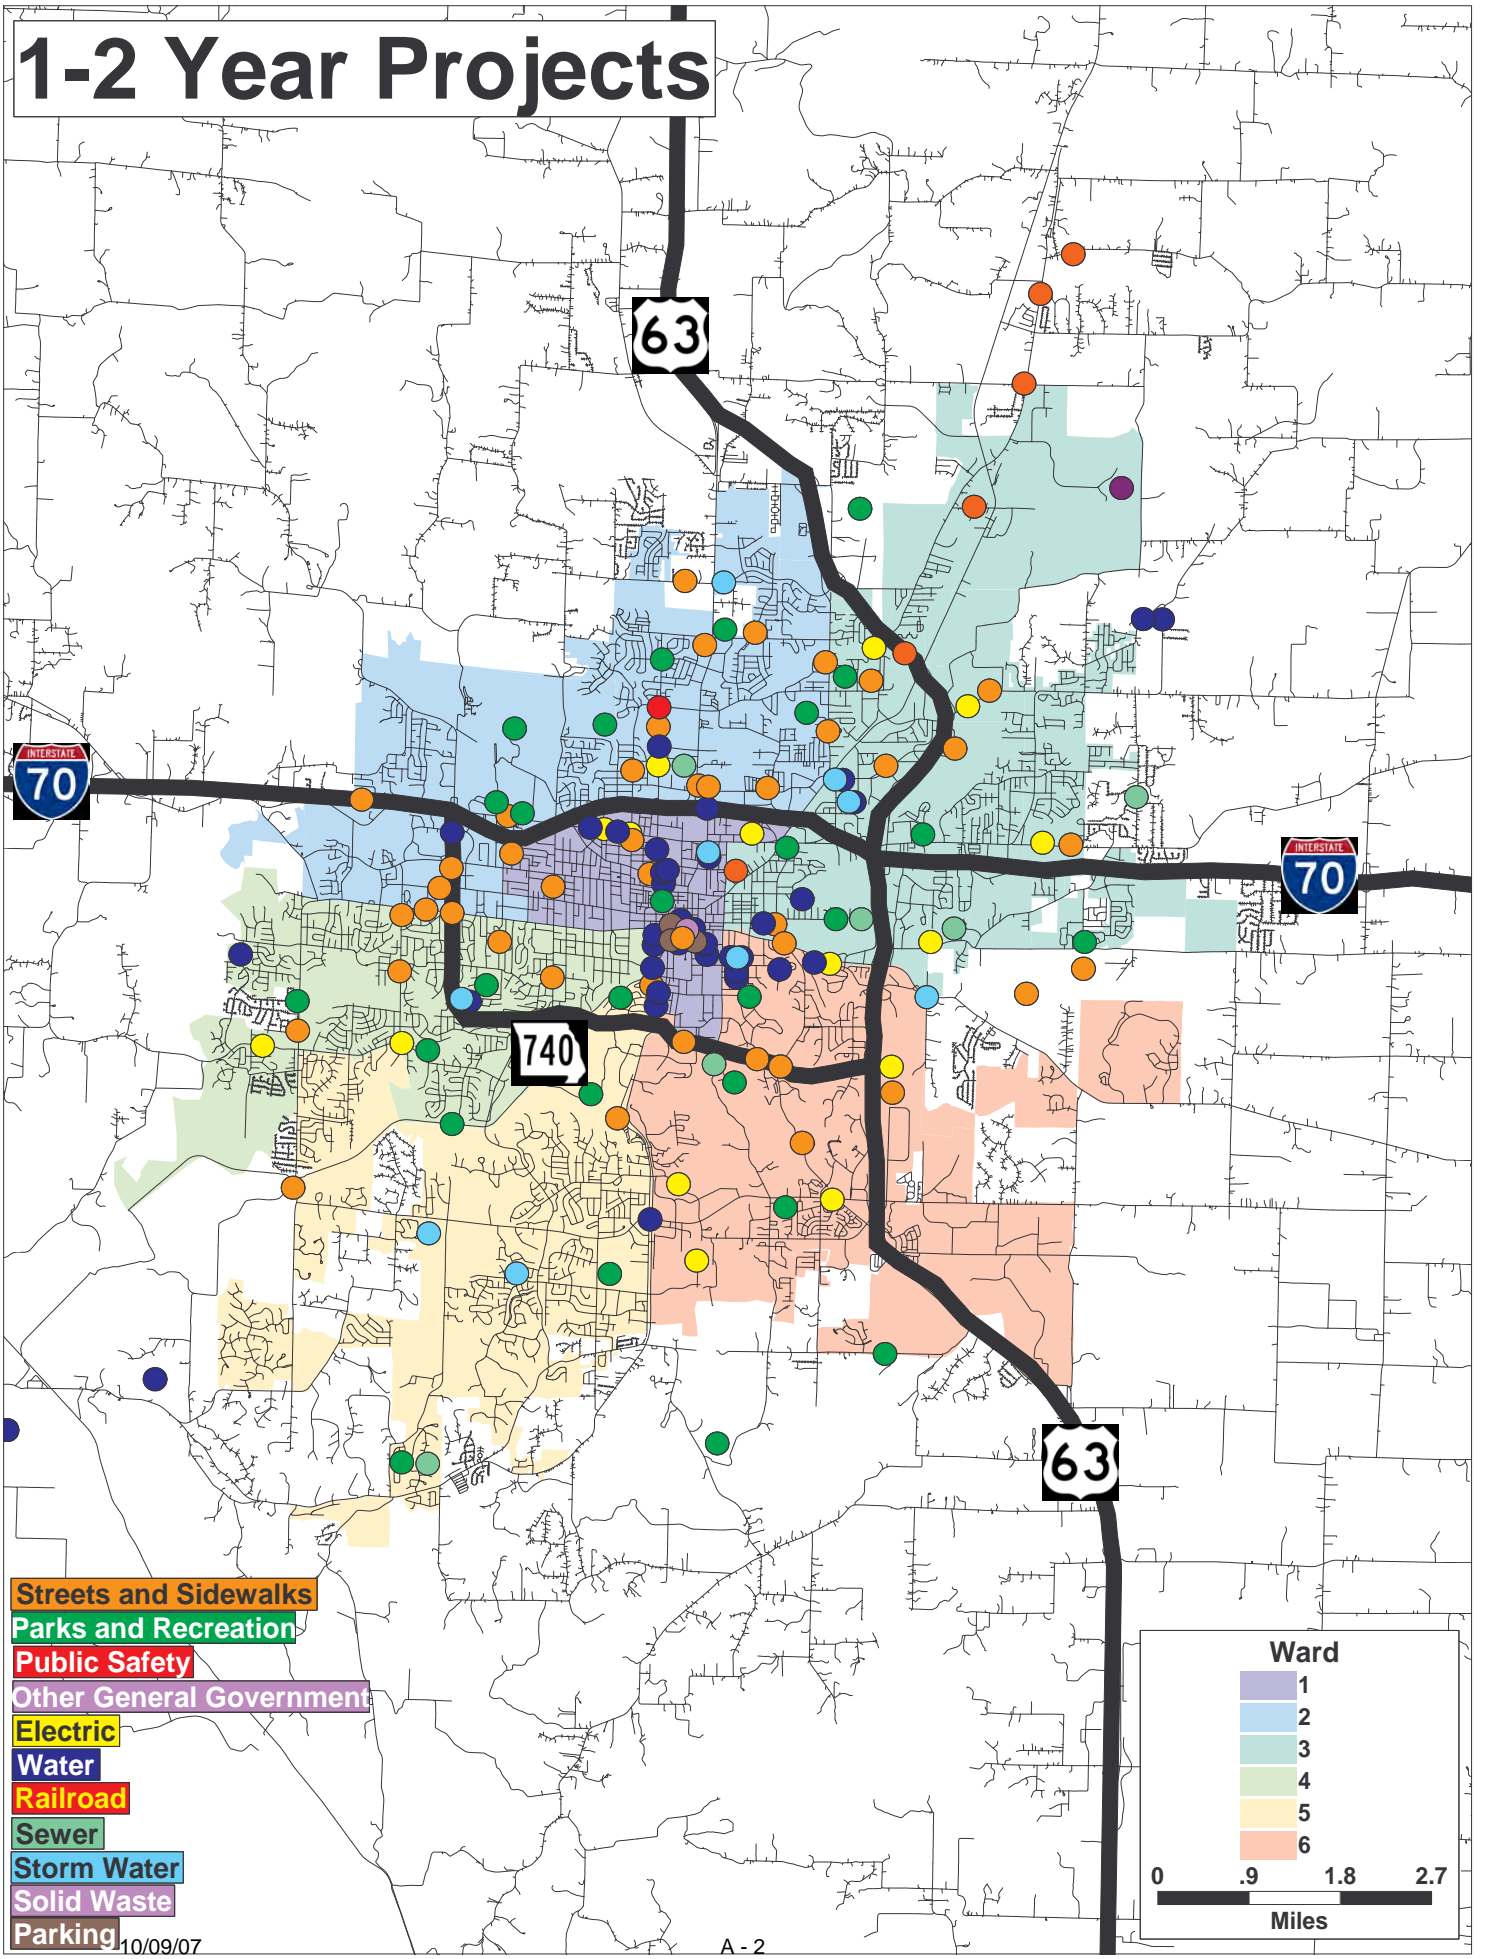 1-2 Year Projects
63
INTERSTATE
70
INTERSTATE
70
740
63
Streets and Sidewalks
Parks and Recreation
Public Safety
Other General Government
Electric
Water
Railroad
Sewer
Storm Water
Solid Waste
Parking
10/09/07
A - 2
Ward
1
2
3
4
5
6
0 .9 1.8 2.7
Miles